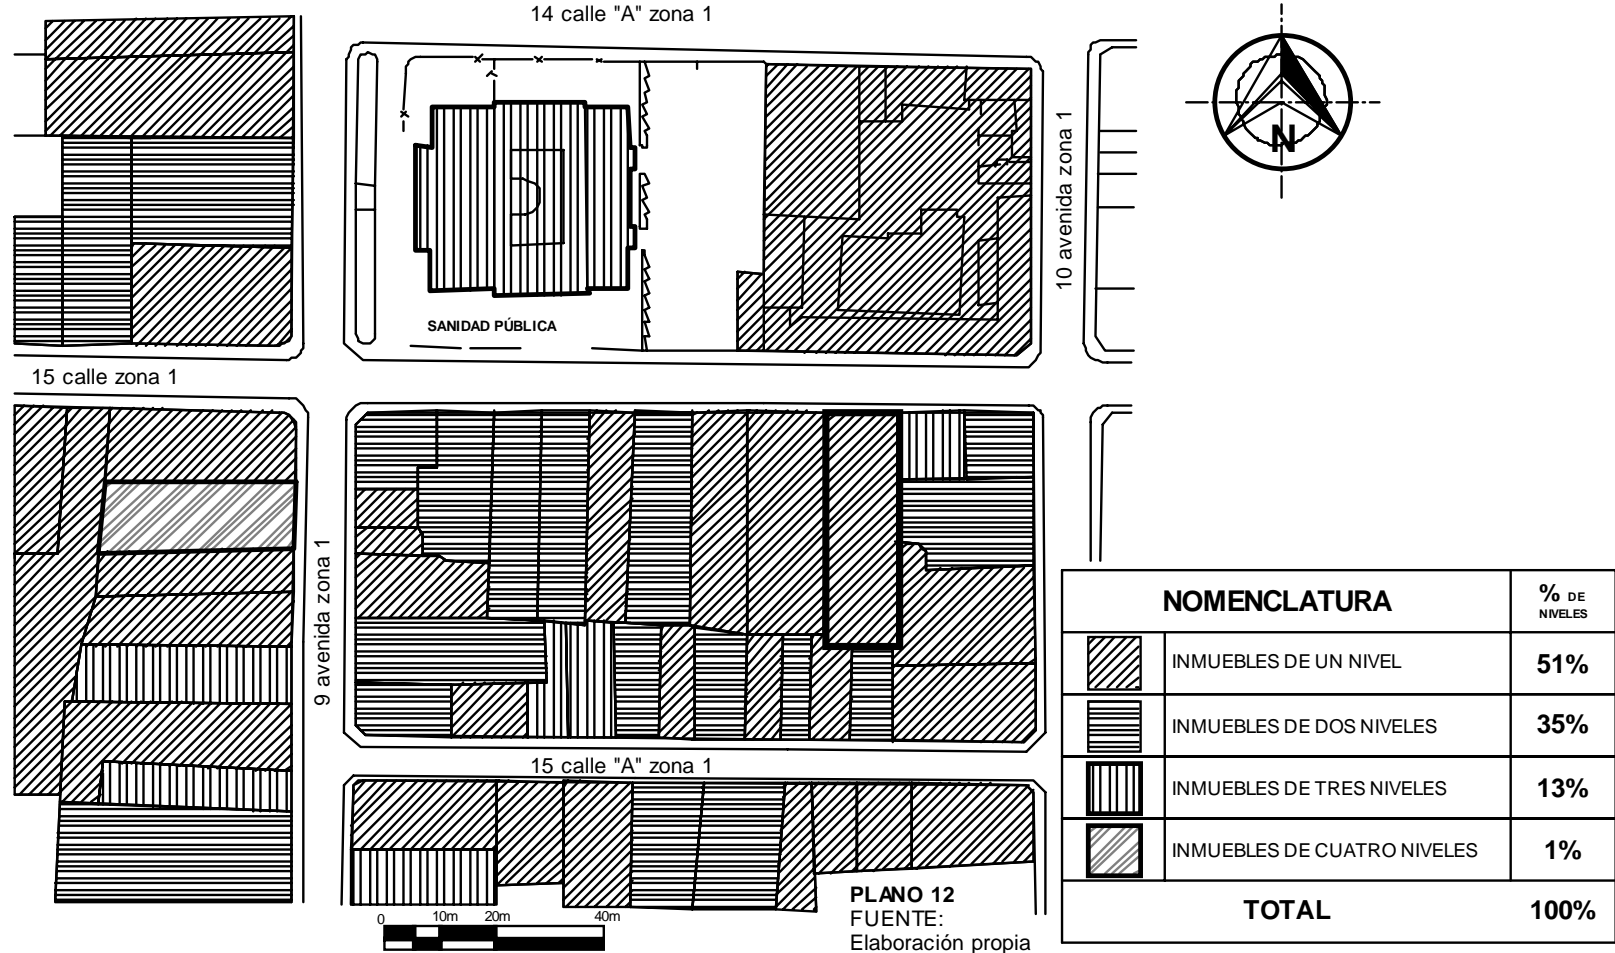 14 calle "A" zona 1
N
10 avenida zona 1
SANIDAD PÚBLICA
15 calle zona 1
9 avenida zona 1
NOMENCLATURA
% DE
NIVELES
INMUEBLES DE UN NIVEL
51%
INMUEBLES DE DOS NIVELES
35%
INMUEBLES DE TRES NIVELES
13%
INMUEBLES DE CUATRO NIVELES
1%
TOTAL
100%
15 calle "A" zona 1
PLANO 12
FUENTE:
Elaboración propia
0 10m 20m 40m